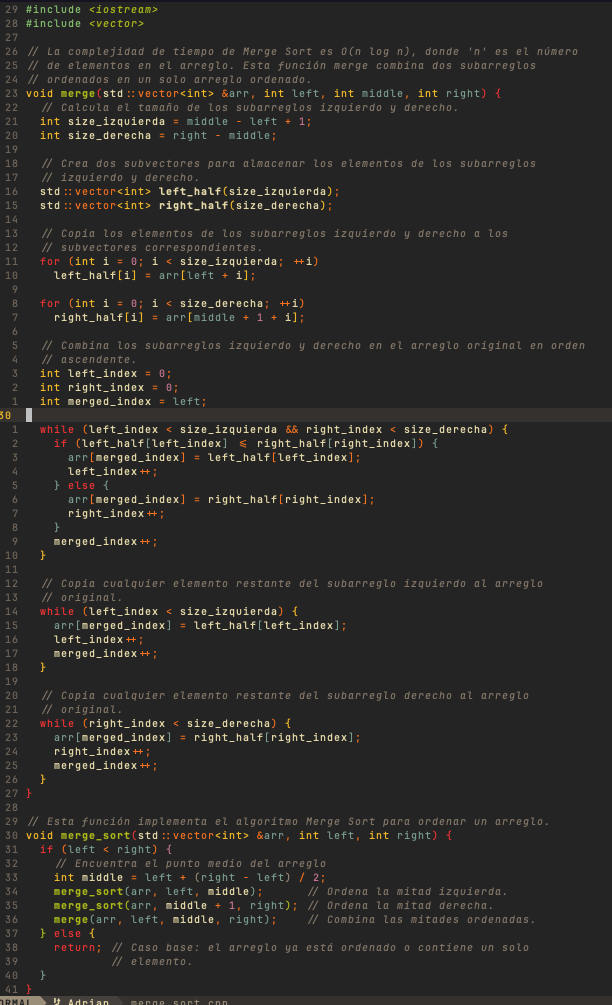 29 #include <iostream>
28 #include <vector>
27
26 // La complejidad de tiempo de Merge Sort es O(n log n), donde 'n' es el número
25 // de elementos en el arreglo. Esta función merge combina dos subarreglos
24 // ordenados en un solo arreglo ordenado.
23 void merge(std::vector<int> &arr, int left, int middle, int right) {
22   // Calcula el tamaño de los subarreglos izquierdo y derecho.
21   int size_izquierda = middle - left + 1;
20   int size_derecha = right - middle;
19
18   // Crea dos subvectores para almacenar los elementos de los subarreglos
17   // izquierdo y derecho.
16   std::vector<int> left_half(size_izquierda);
15   std::vector<int> right_half(size_derecha);
14
13   // Copia los elementos de los subarreglos izquierdo y derecho a los
12   // subvectores correspondientes.
11   for (int i = 0; i < size_izquierda; ++i)
10     left_half[i] = arr[left + i];
9
8   for (int i = 0; i < size_derecha; ++i)
7     right_half[i] = arr[middle + 1 + i];
6
5   // Combina los subarreglos izquierdo y derecho en el arreglo original en orden
4   // ascendente.
3   int left_index = 0;
2   int right_index = 0;
1   int merged_index = left;
30
1   while (left_index < size_izquierda && right_index < size_derecha) {
2     if (left_half[left_index] <= right_half[right_index]) {
3       arr[merged_index] = left_half[left_index];
4       left_index++;
5     } else {
6       arr[merged_index] = right_half[right_index];
7       right_index++;
8     }
9     merged_index++;
10   }
11
12   // Copia cualquier elemento restante del subarreglo izquierdo al arreglo
13   // original.
14   while (left_index < size_izquierda) {
15     arr[merged_index] = left_half[left_index];
16     left_index++;
17     merged_index++;
18   }
19
20   // Copia cualquier elemento restante del subarreglo derecho al arreglo
21   // original.
22   while (right_index < size_derecha) {
23     arr[merged_index] = right_half[right_index];
24     right_index++;
25     merged_index++;
26   }
27 }
28
29 // Esta función implementa el algoritmo Merge Sort para ordenar un arreglo.
30 void merge_sort(std::vector<int> &arr, int left, int right) {
31   if (left < right) {
32     // Encuentra el punto medio del arreglo
33     int middle = left + (right - left) / 2;
34     merge_sort(arr, left, middle);      // Ordena la mitad izquierda.
35     merge_sort(arr, middle + 1, right); // Ordena la mitad derecha.
36     merge(arr, left, middle, right);    // Combina las mitades ordenadas.
37   } else {
38     return; // Caso base: el arreglo ya está ordenado o contiene un solo
39             // elemento.
40   }
41 }
ORMAL Adrian merge_sort.cpp